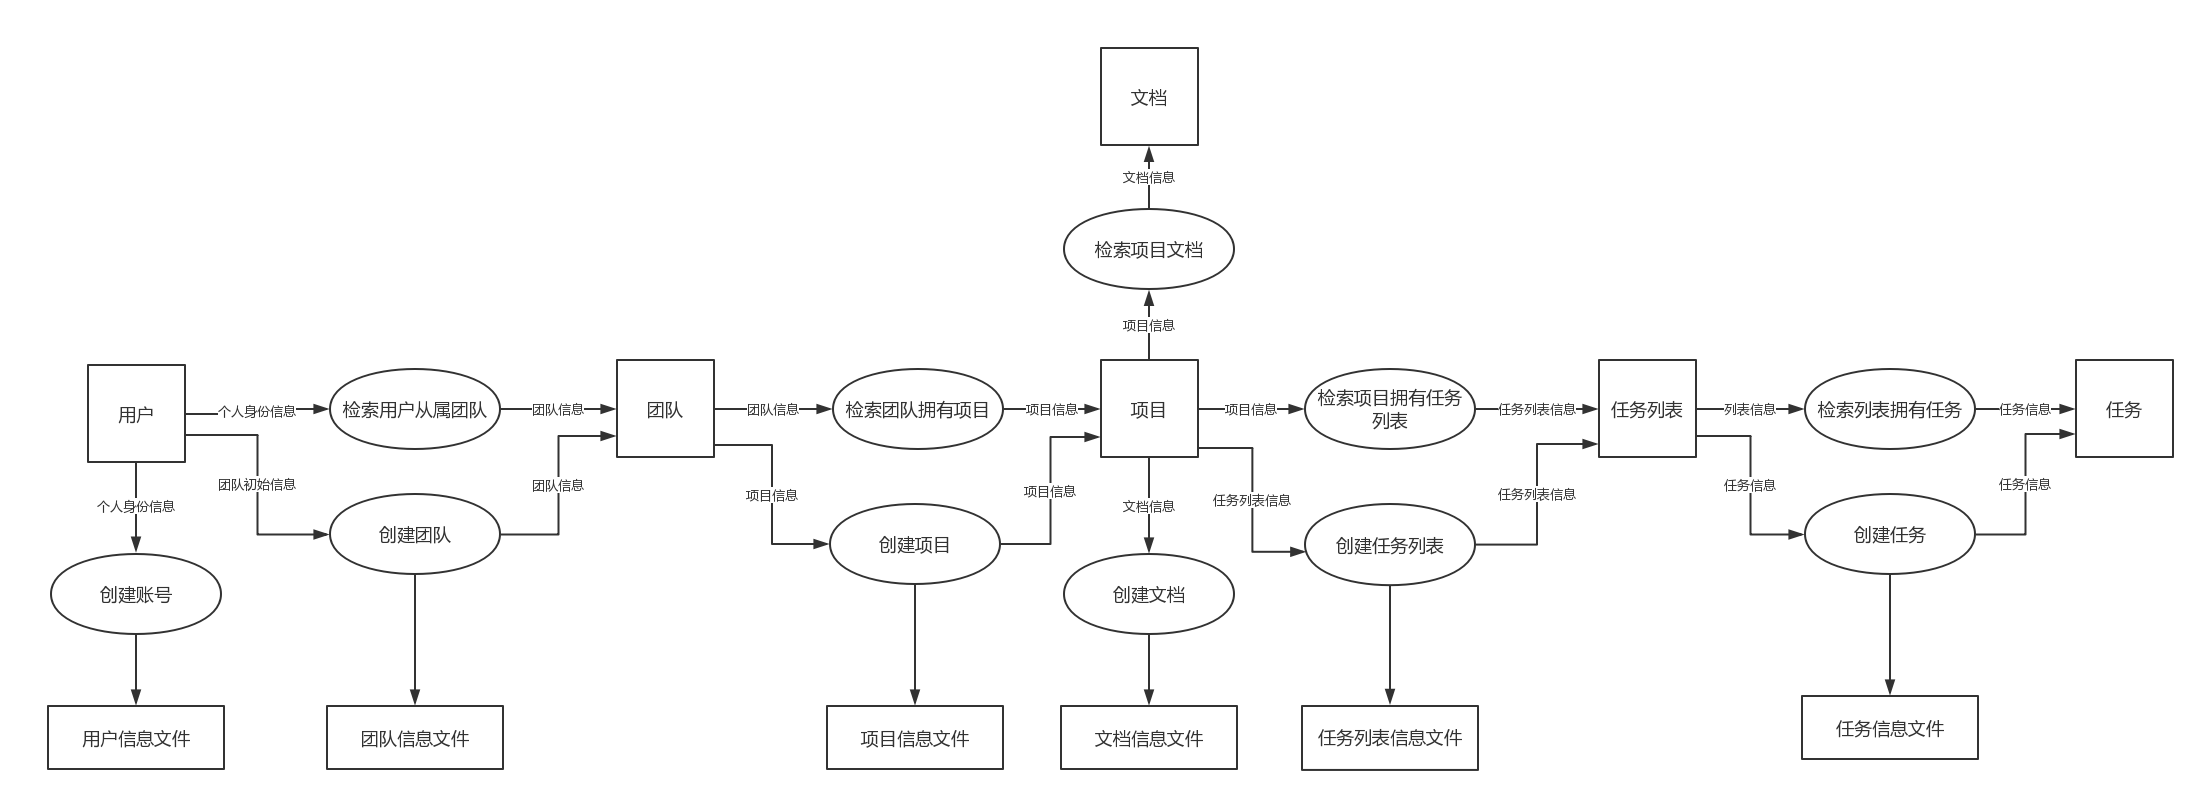 文档
文档信息
检索项目文档
项目信息
用户
个人身份信息
检索用户从属团队
团队信息
团队
团队信息
检索团队拥有项目
项目信息
项目
项目信息
检索项目拥有任务
列表
任务列表信息
任务列表
列表信息
检索列表拥有任务
任务信息
任务
个人身份信息
团队初始信息
团队信息
项目信息
项目信息
文档信息
任务列表信息
任务列表信息
任务信息
任务信息
创建账号
创建团队
创建项目
创建文档
创建任务列表
创建任务
用户信息文件
团队信息文件
项目信息文件
文档信息文件
任务列表信息文件
任务信息文件